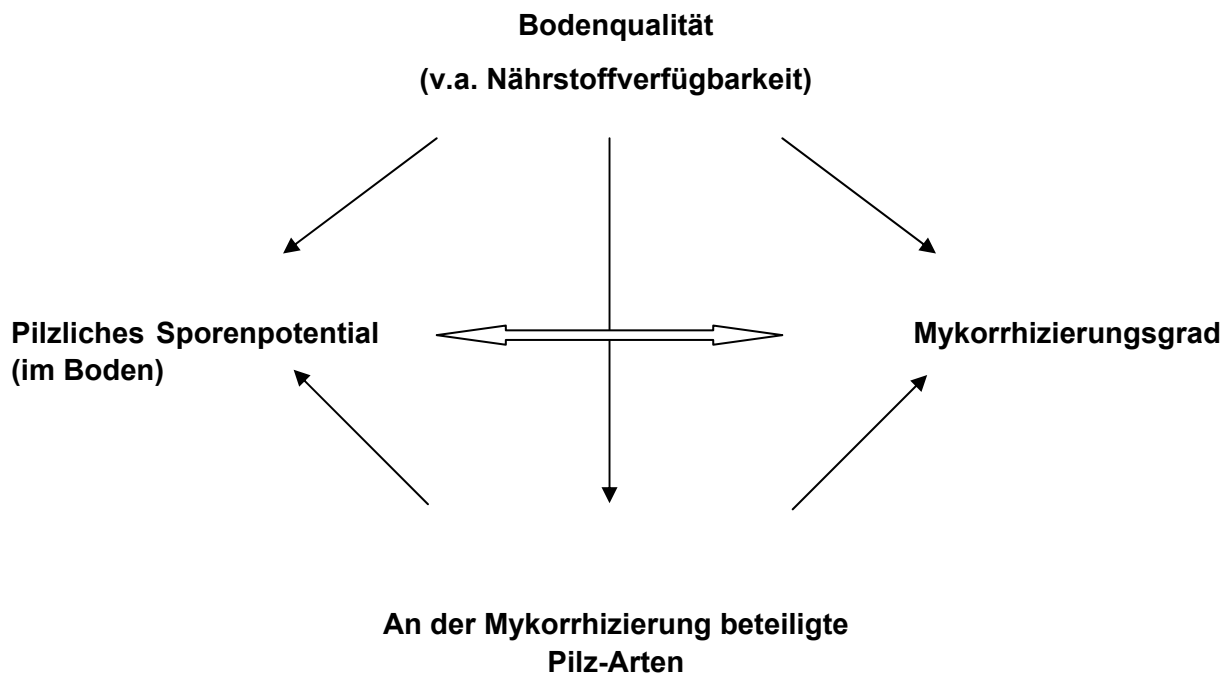 Bodenqualität
(v.a. Nährstoffverfügbarkeit)
Pilzliches Sporenpotential
(im Boden)
Mykorrhizierungsgrad
An der Mykorrhizierung beteiligte
Pilz-Arten